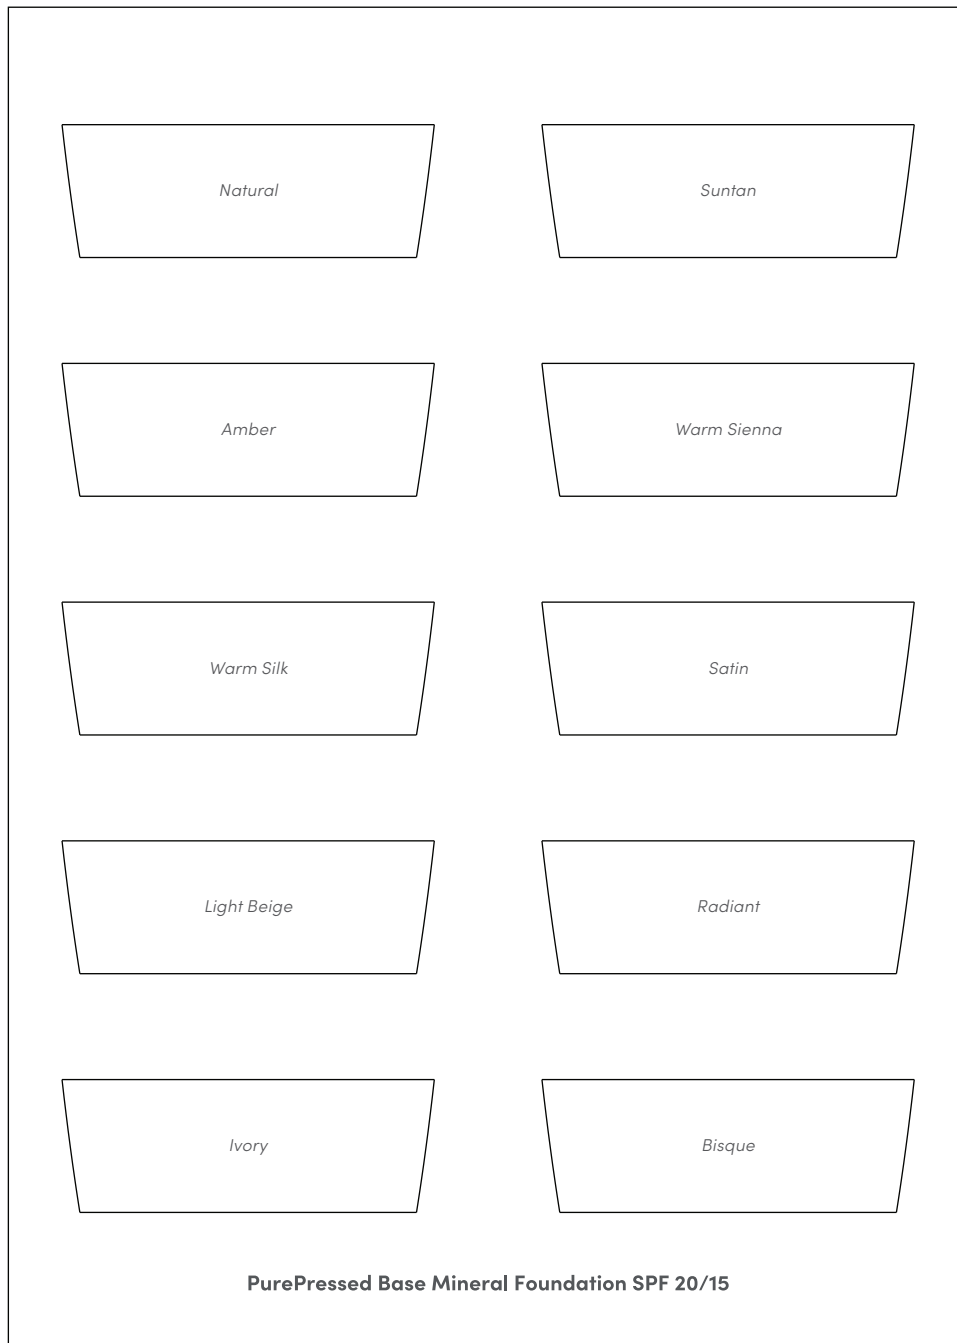 Natural
Suntan
Amber
Warm Sienna
Warm Silk
Satin
Light Beige
Radiant
Ivory
Bisque
PurePressed Base Mineral Foundation SPF 20/15